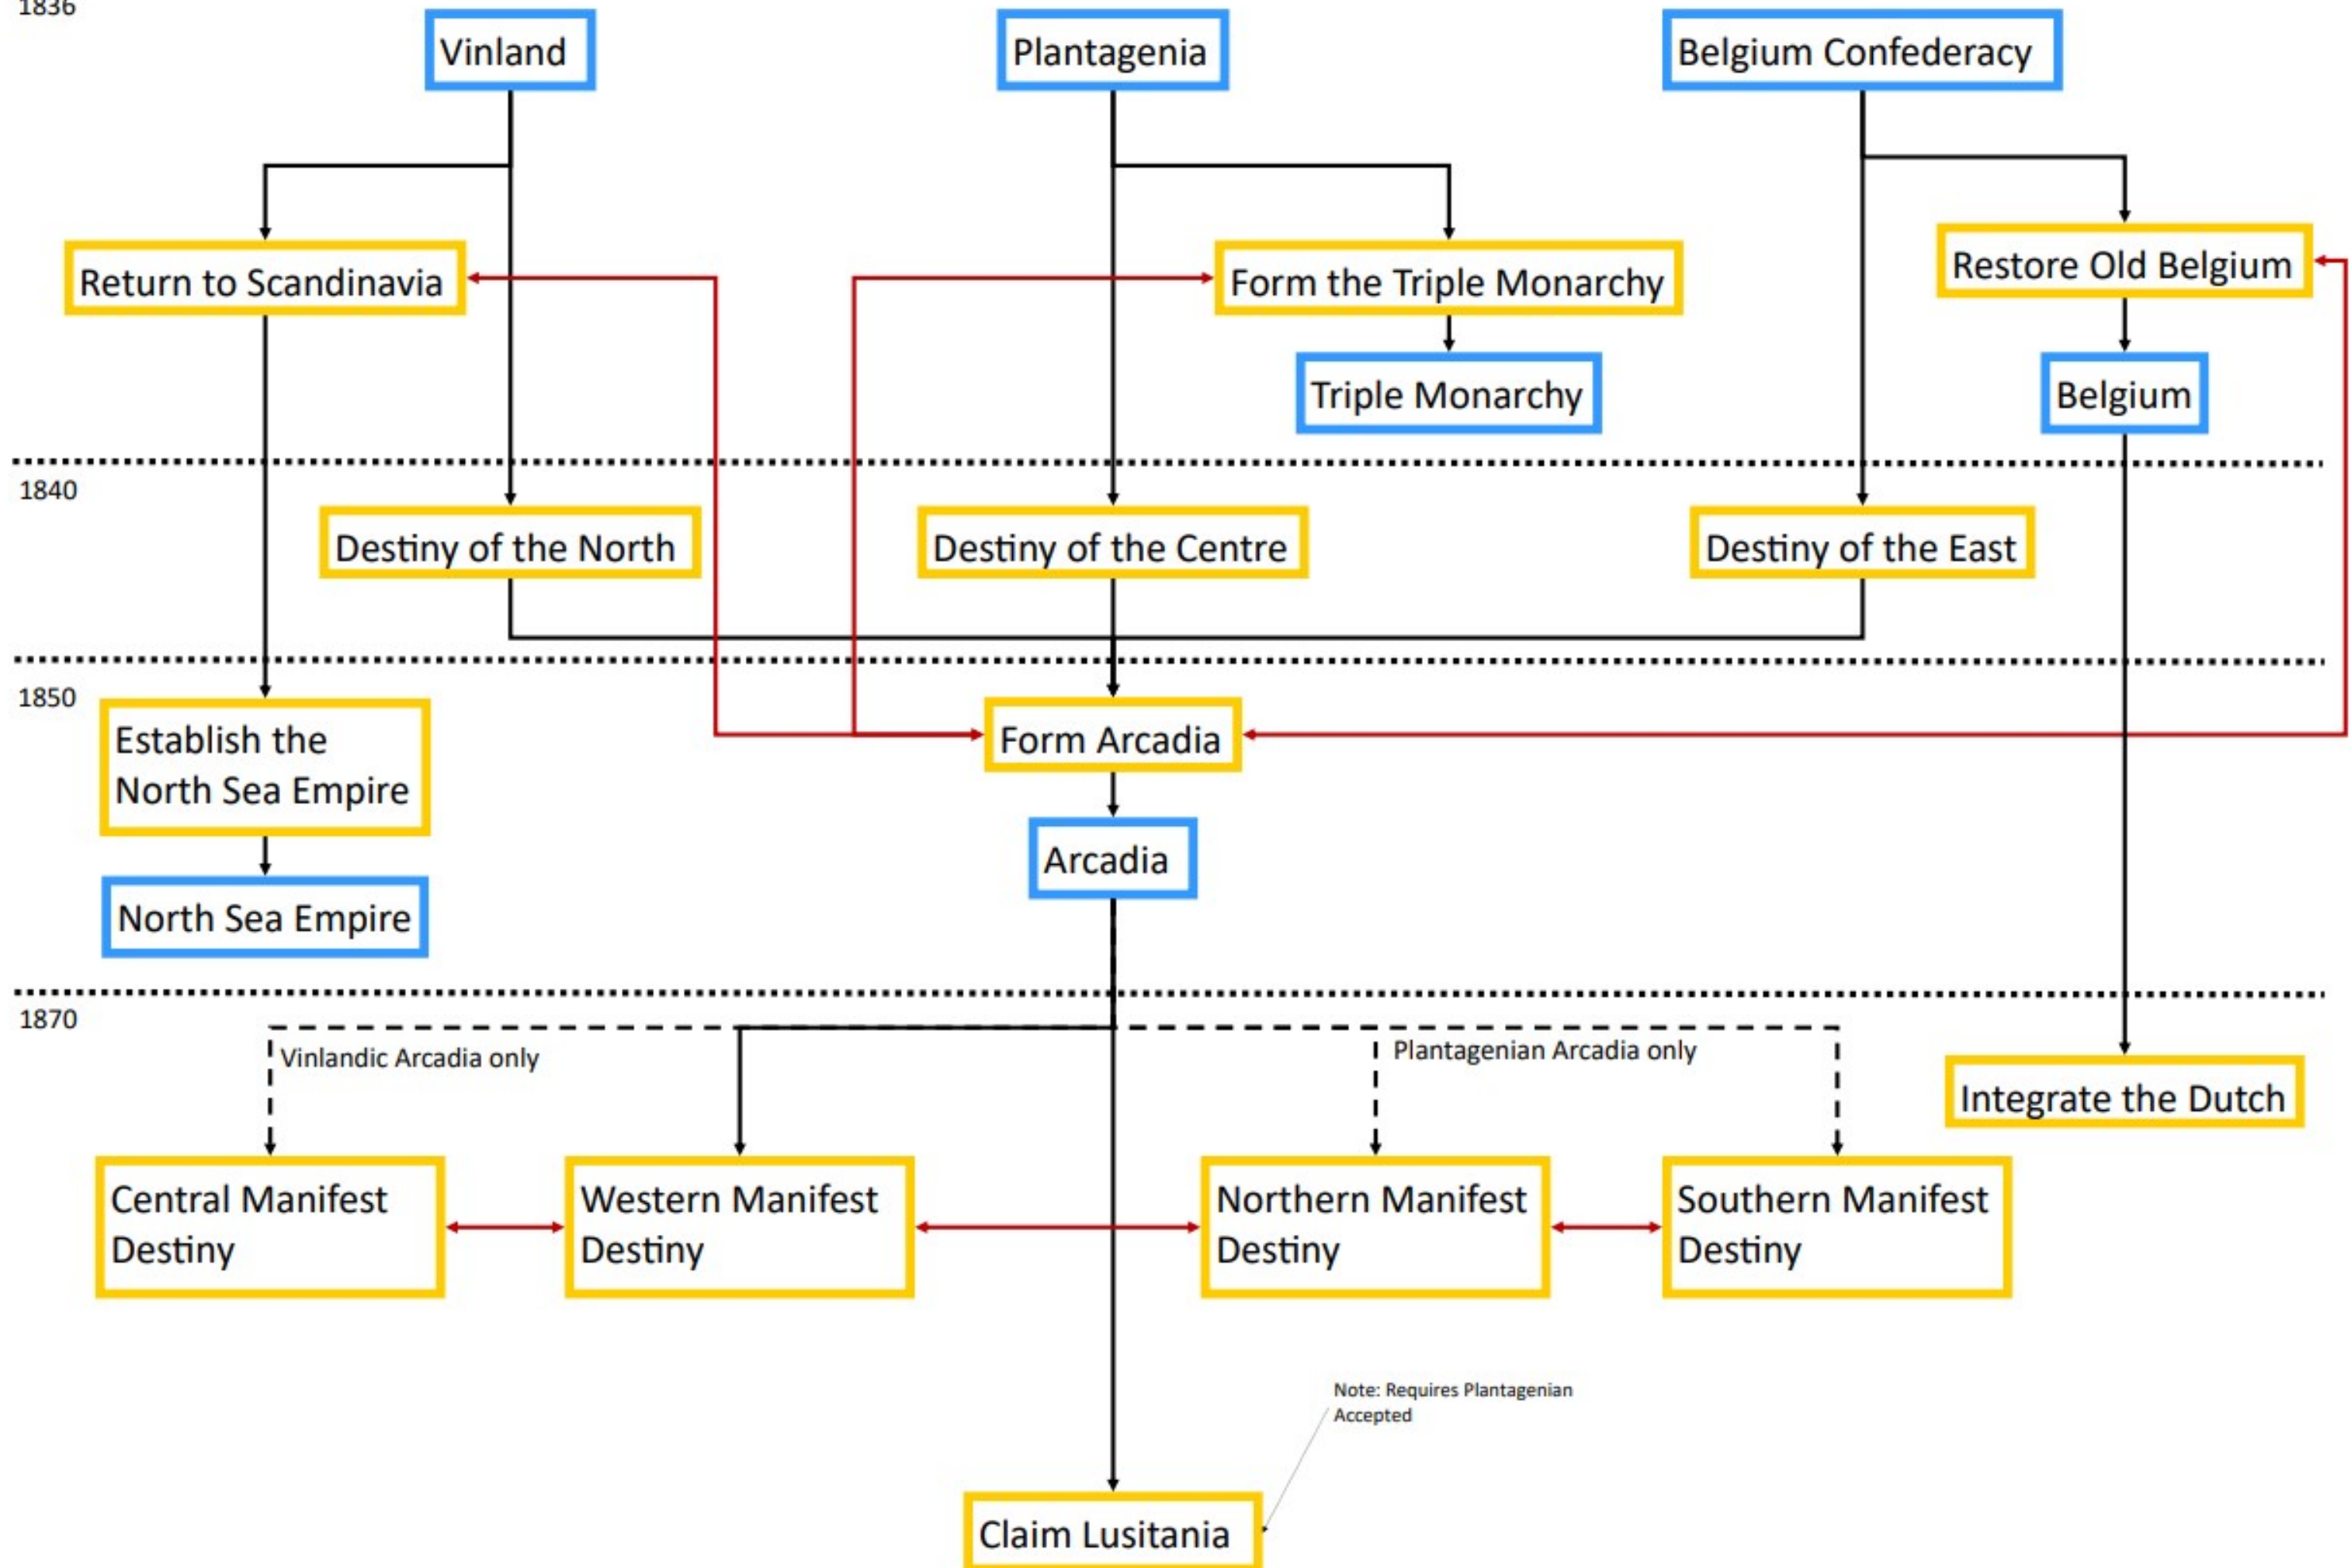 1836
Vinland
Plantagenia
Belgium Confederacy
Return to Scandinavia
Form the Triple Monarchy
Restore Old Belgium
Triple Monarchy
Belgium
1840
Destiny of the North
Destiny of the Centre
Destiny of the East
1850
Establish the
North Sea Empire
Form Arcadia
Arcadia
North Sea Empire
1870
Vinlandic Arcadia only
Plantagenian Arcadia only
Integrate the Dutch
Central Manifest
Destiny
Western Manifest
Destiny
Northern Manifest
Destiny
Southern Manifest
Destiny
Note: Requires Plantagenian
Accepted
Claim Lusitania